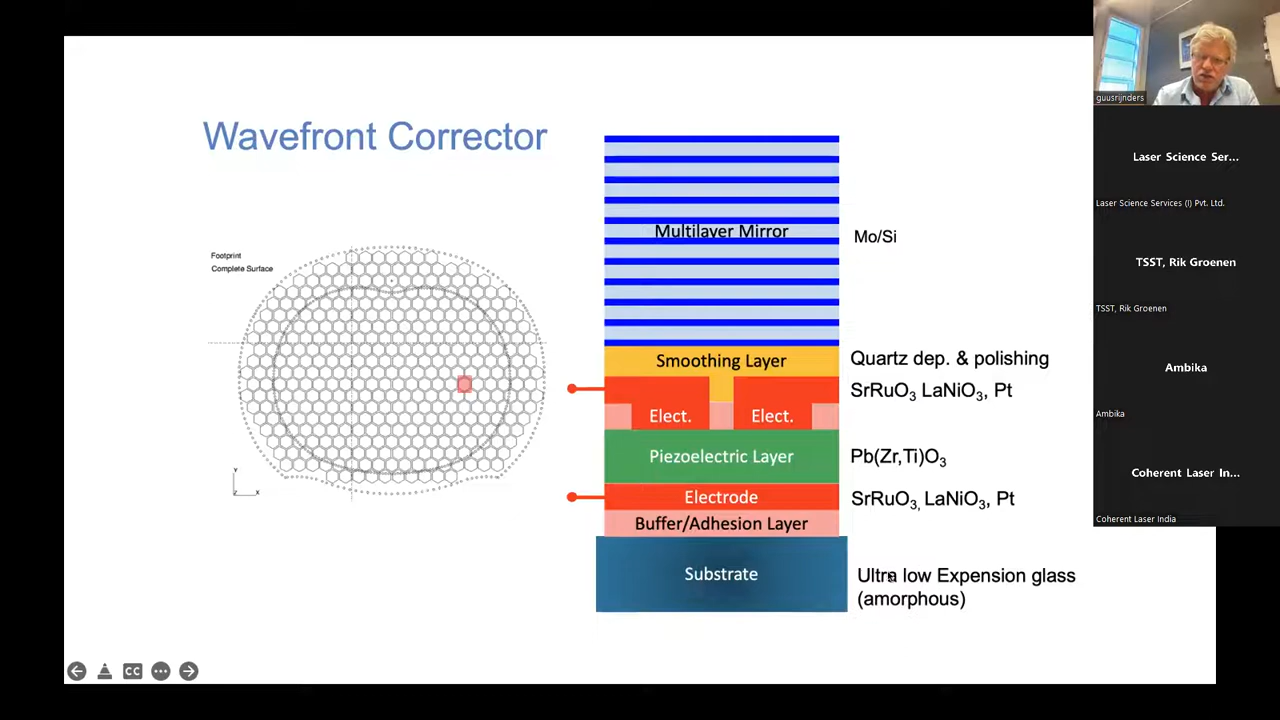 Wavefront Corrector
Footprint
Complete Surface
Y
Z
X
Multilayer Mirror
Mo/Si
Smoothing Layer
Quartz dep. & polishing
Elect.
Elect.
SrRuO3 LaNiO3, Pt
Piezoelectric Layer
Pb(Zr,Ti)O3
Electrode
SrRuO3, LaNiO3, Pt
Buffer/Adhesion Layer
Substrate
Ultra low Expension glass
(amorphous)
CC
guusrijnders
Laser Science Ser...
Laser Science Services (I) Pvt. Ltd.
TSST, Rik Groenen
TSST, Rik Groenen
Ambika
Ambika
Coherent Laser In...
Coherent Laser India